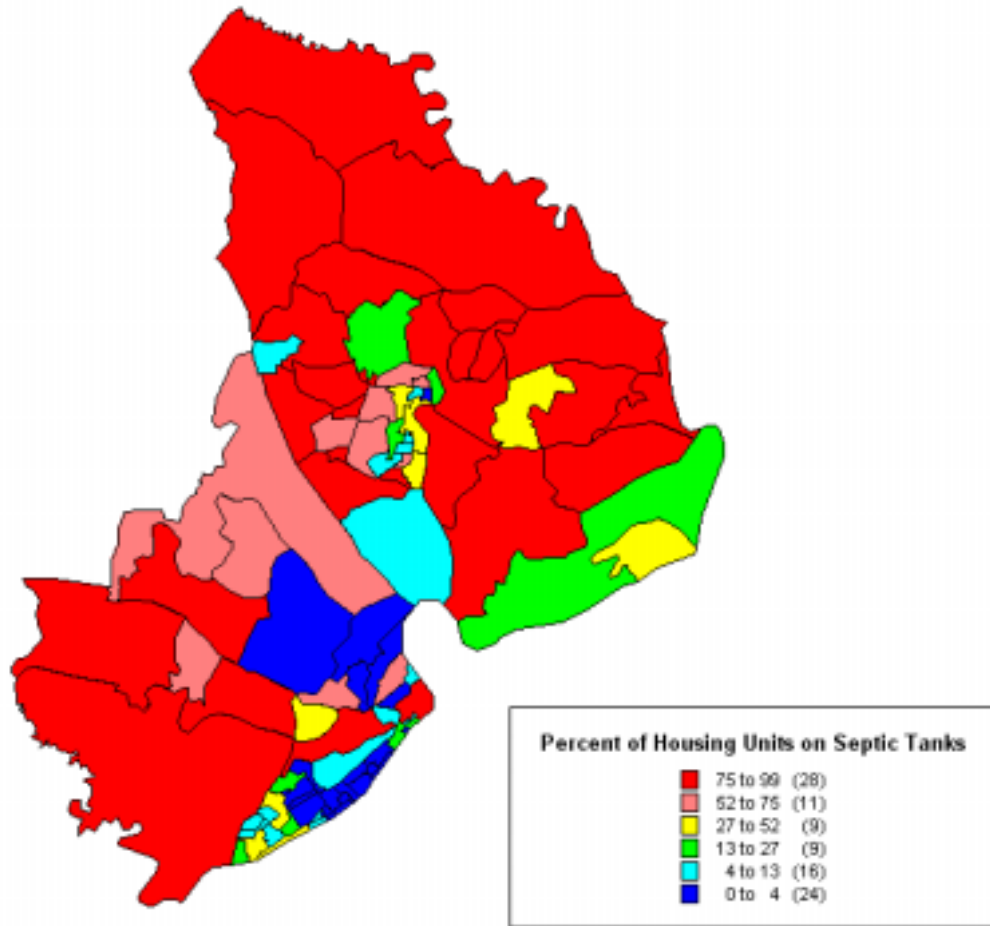 Percent of Housing Units on Septic Tanks
75 to 99 (28)
52 to 75 (11)
27 to 52 (9)
13 to 27 (9)
4 to 13 (16)
0 to 4 (24)